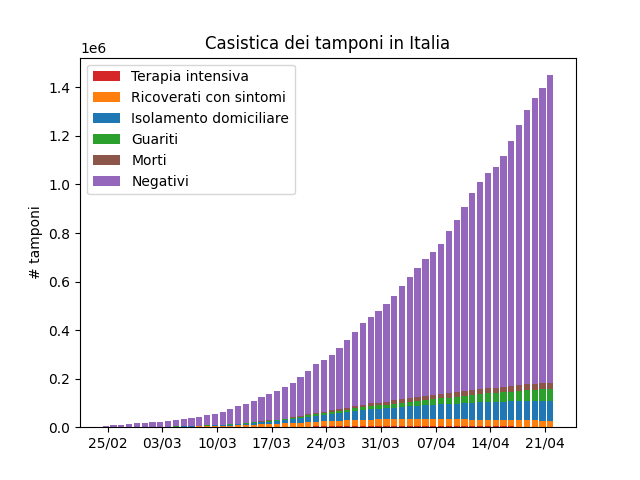 Casistica dei tamponi in Italia
1e6
Terapia intensiva
Ricoverati con sintomi
Isolamento domiciliare
Guariti
Morti
Negativi
# tamponi
1.4
1.2
1.0
0.8
0.6
0.4
0.2
0.0
25/02 03/03 10/03 17/03 24/03 31/03 07/04 14/04 21/04